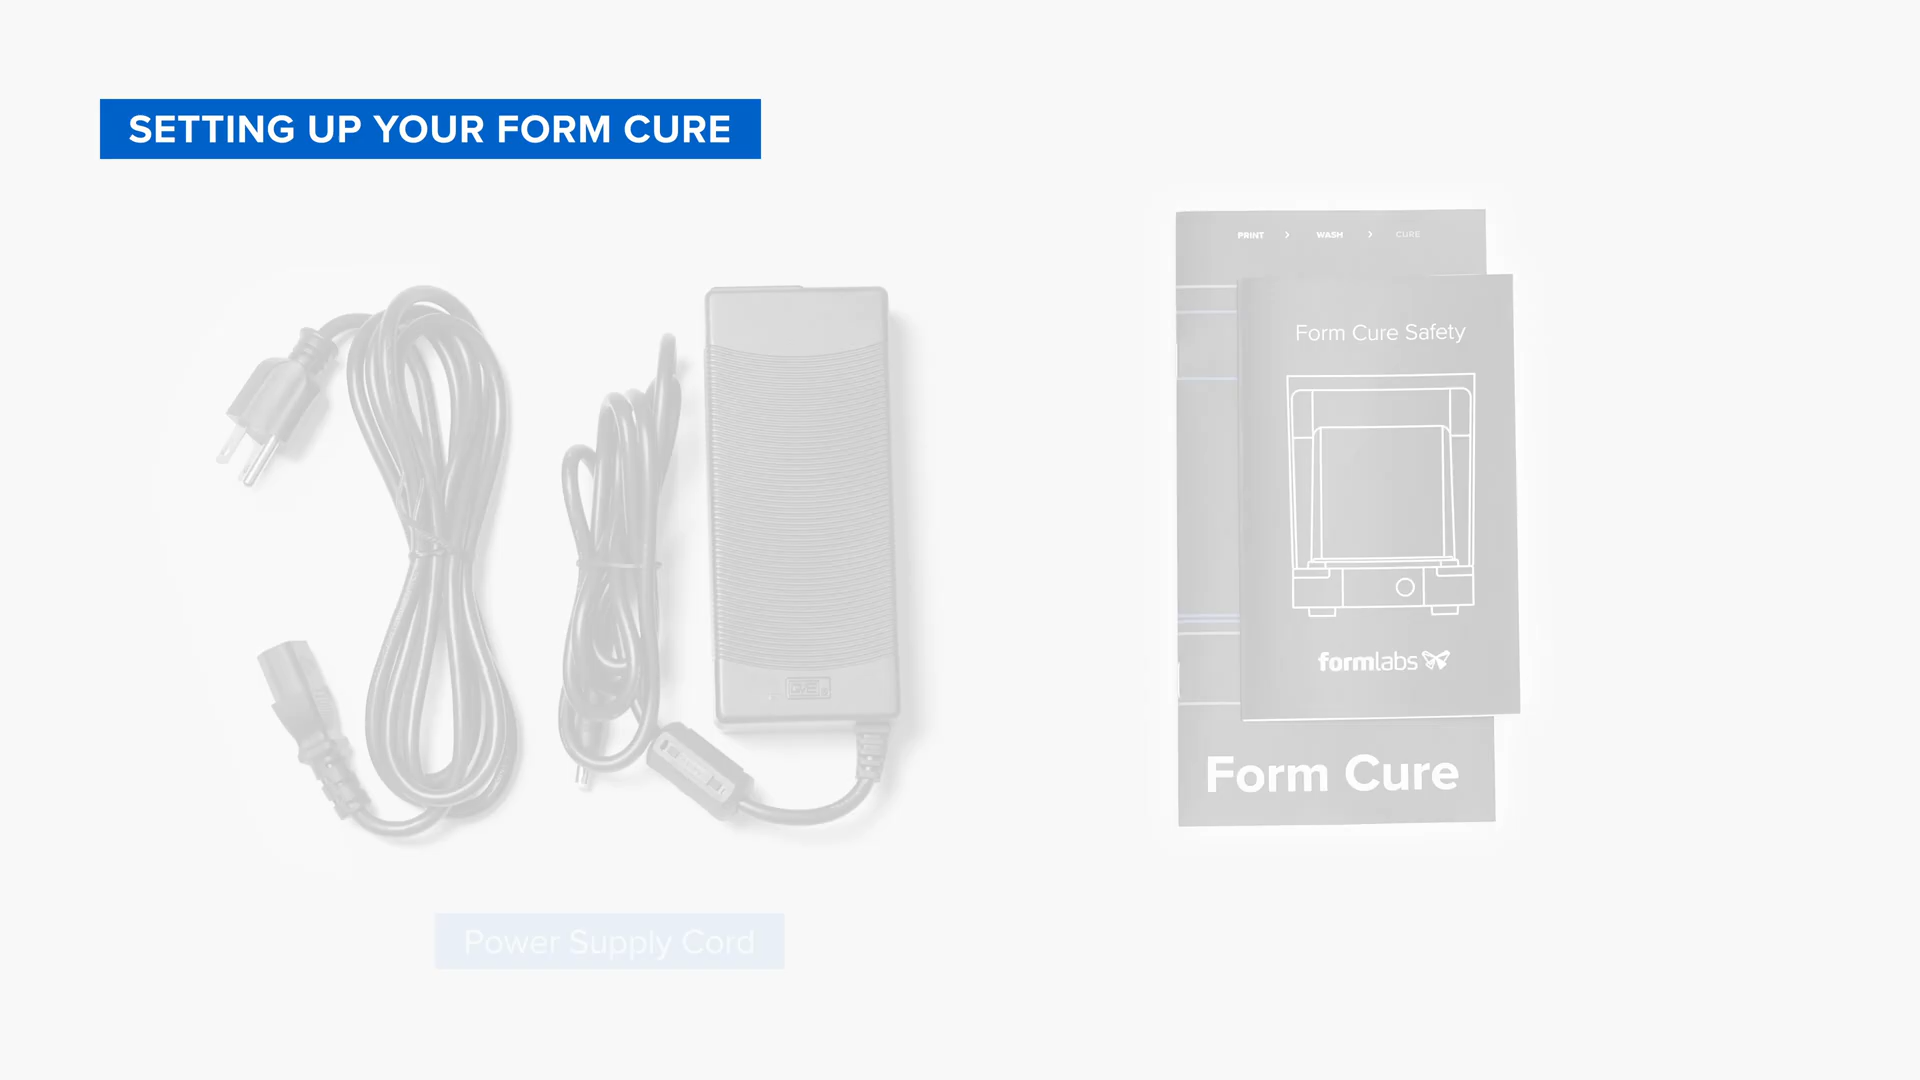 SETTING UP YOUR FORM CURE
PRINT > WASH > CURE
Form Cure Safety
formlabs
Form Cure
Power Supply Cord